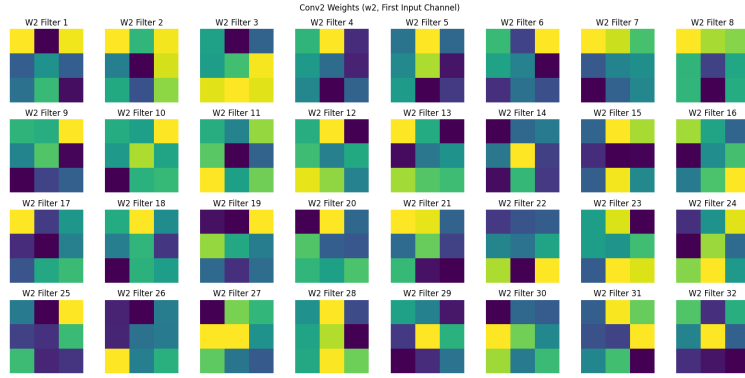 Conv2 Weights (w2, First Input Channel)
W2 Filter 1 W2 Filter 2 W2 Filter 3 W2 Filter 4 W2 Filter 5 W2 Filter 6 W2 Filter 7 W2 Filter 8
W2 Filter 9 W2 Filter 10 W2 Filter 11 W2 Filter 12 W2 Filter 13 W2 Filter 14 W2 Filter 15 W2 Filter 16
W2 Filter 17 W2 Filter 18 W2 Filter 19 W2 Filter 20 W2 Filter 21 W2 Filter 22 W2 Filter 23 W2 Filter 24
W2 Filter 25 W2 Filter 26 W2 Filter 27 W2 Filter 28 W2 Filter 29 W2 Filter 30 W2 Filter 31 W2 Filter 32